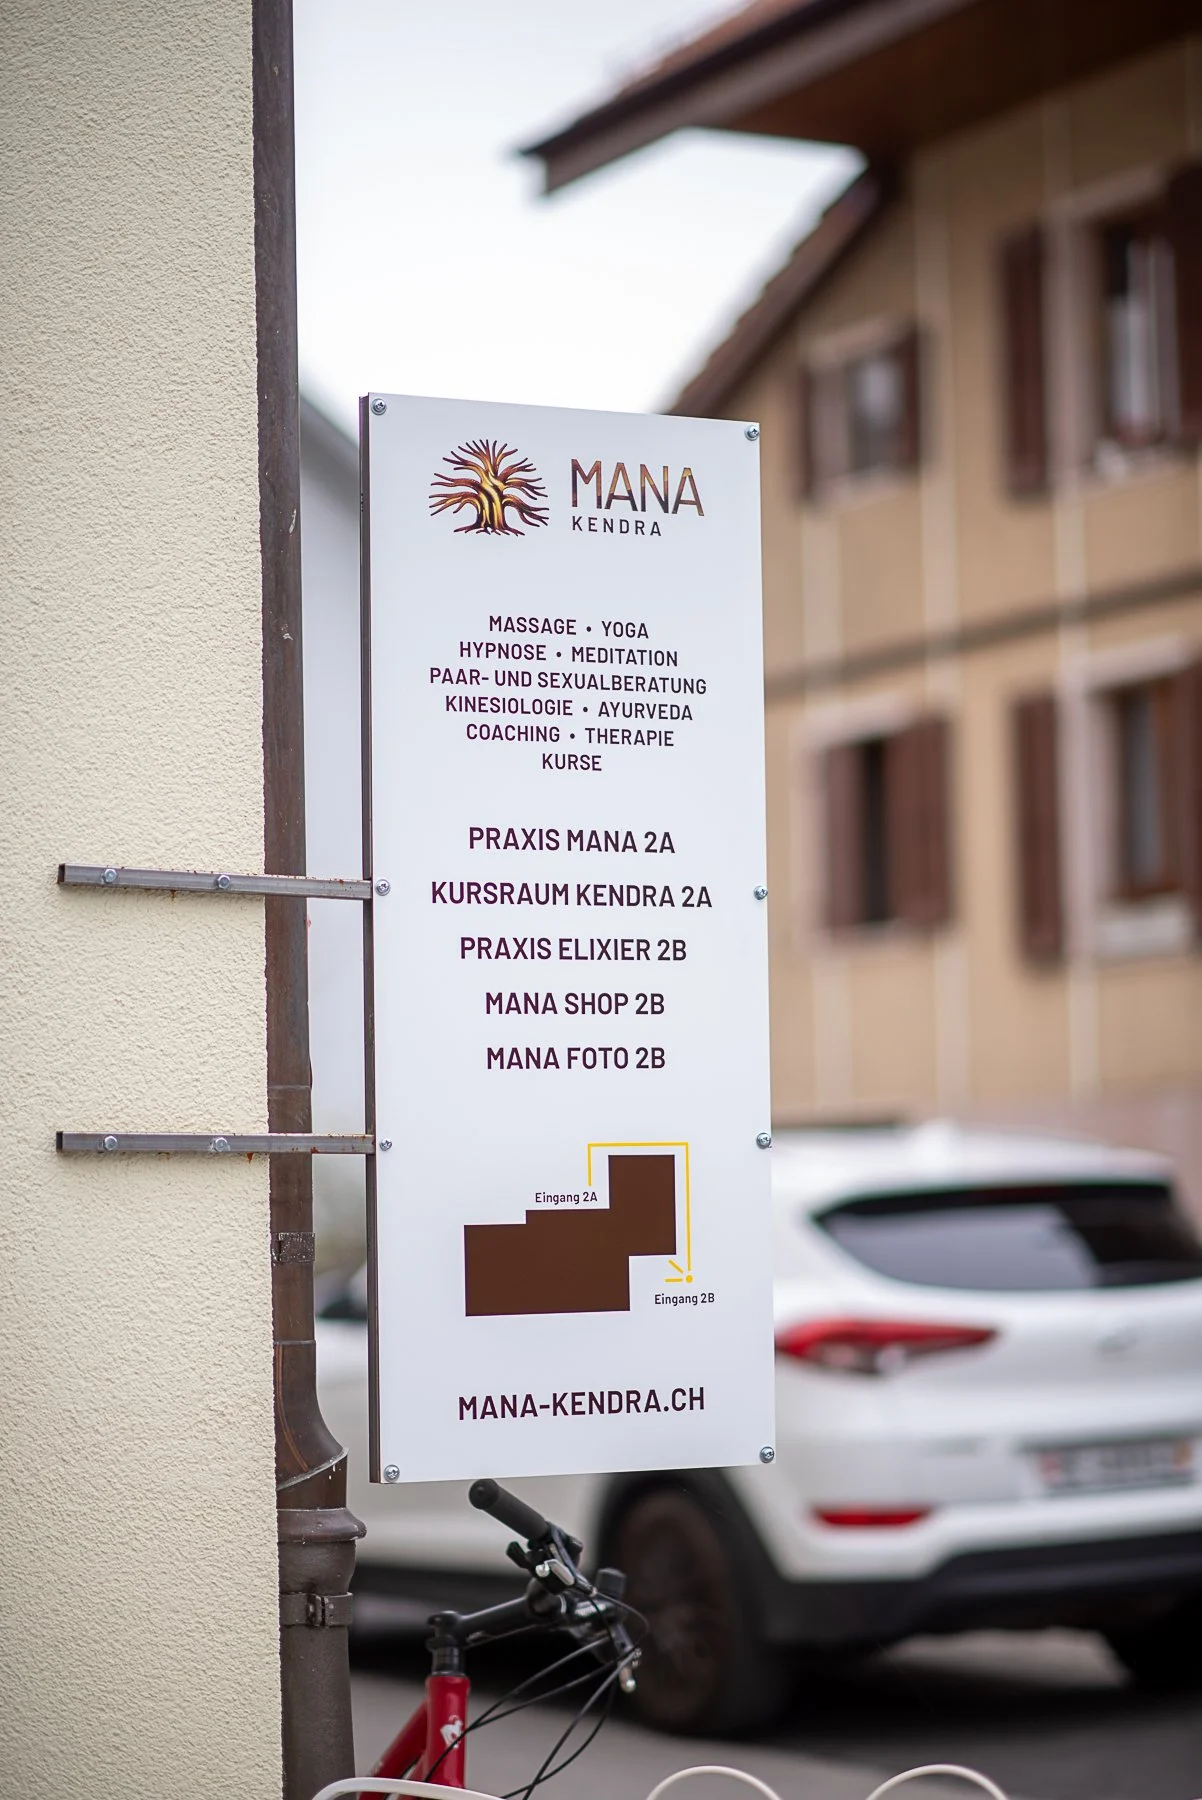 MANA
KENDRA
MASSAGE • YOGA
HYPNOSE • MEDITATION
PAAR- UND SEXUALBERATUNG
KINESIOLOGIE • AYURVEDA
COACHING • THERAPIE
KURSE
PRAXIS MANA 2A
KURSRAUM KENDRA 2A
PRAXIS ELIXIER 2B
MANA SHOP 2B
MANA FOTO 2B
Eingang 2A
Eingang 2B
MANA-KENDRA.CH